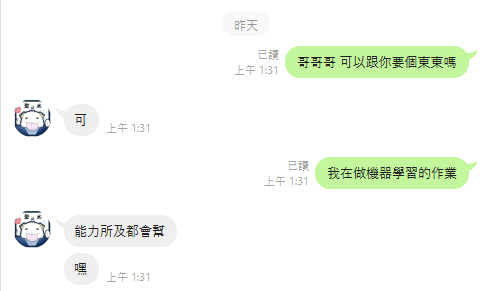 昨天
已讀
上午 1:31
哥哥哥 可以跟你要個東東嗎
可
上午 1:31
已讀
上午 1:31
我在做機器學習的作業
能力所及都會幫
嘿
上午 1:31